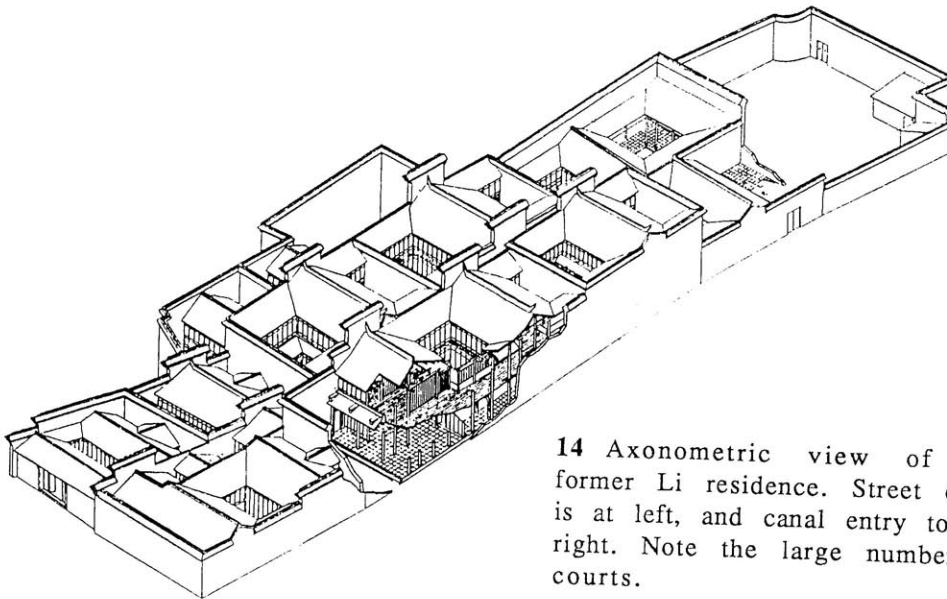 14 Axonometric view of
former Li residence. Street
is at left, and canal entry to
right. Note the large number
courts.